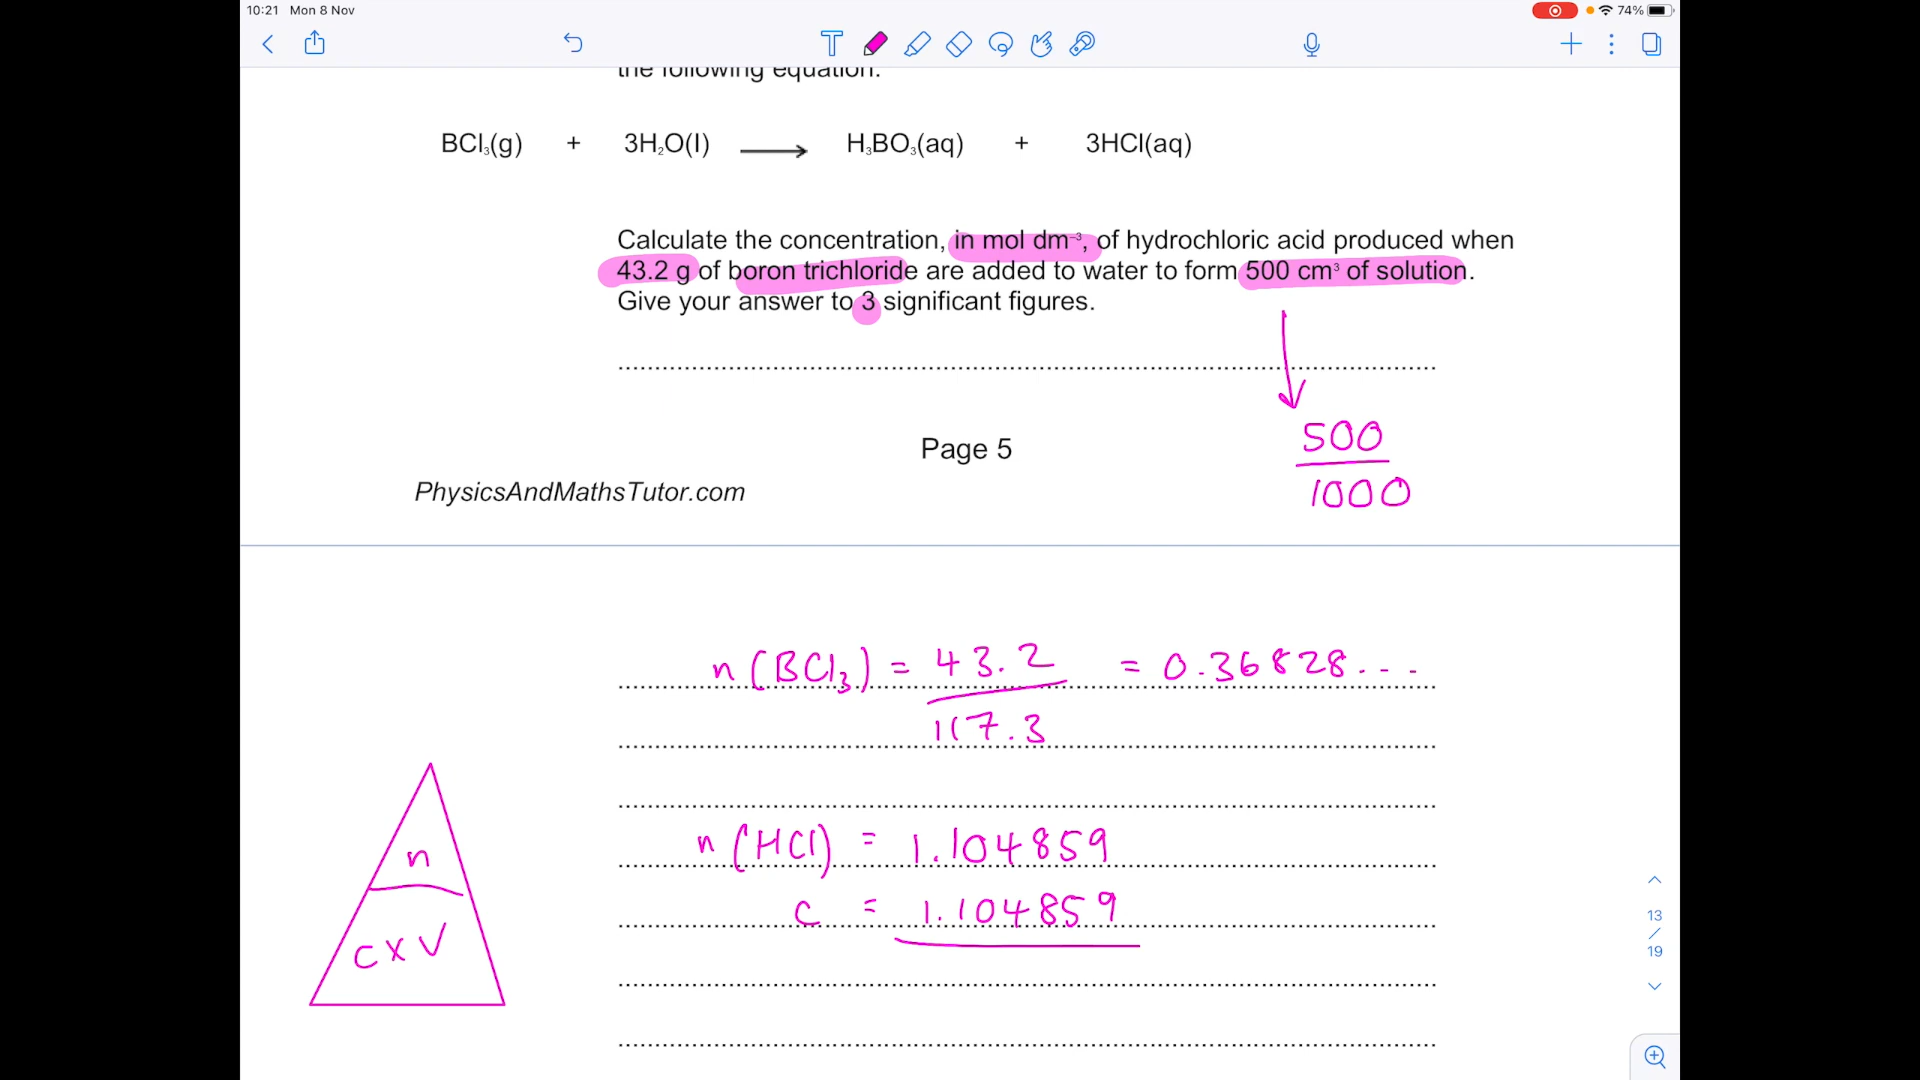 10:21 Mon 8 Nov
74%
the following equation.
BCl₃(g) + 3H₂O(l) ⟶ H₃BO₃(aq) + 3HCl(aq)
Calculate the concentration, in mol dm⁻³, of hydrochloric acid produced when
43.2 g of boron trichloride are added to water to form 500 cm³ of solution.
Give your answer to 3 significant figures.
500
1000
Page 5
PhysicsAndMathsTutor.com
n (BCl₃) = 43.2 = 0.36828...
117.3
n (HCl) = 1.104859
c = 1.104859
n
c x V
13
/
19